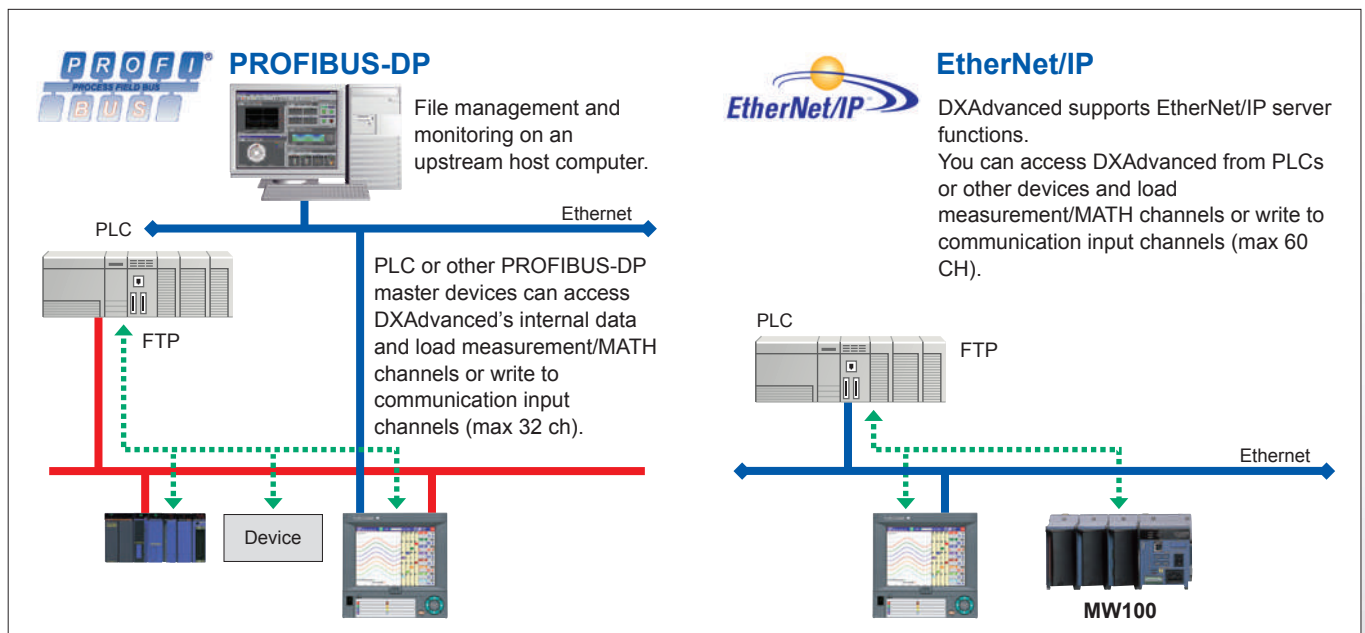 PROFI®
PROCESS FIELD BUS
BUS
PROFIBUS-DP
File management and
monitoring on an
upstream host computer.
Ethernet
PLC
FTP
PLC or other PROFIBUS-DP
master devices can access
DXAdvanced's internal data
and load measurement/MATH
channels or write to
communication input
channels (max 32 ch).
Device
EtherNet/IP
EtherNet/IP
DXAdvanced supports EtherNet/IP server
functions.
You can access DXAdvanced from PLCs
or other devices and load
measurement/MATH channels or write to
communication input channels (max 60
CH).
PLC
FTP
Ethernet
MW100